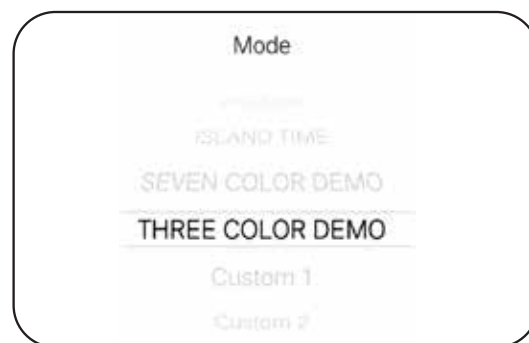 Mode
ISLAND TIME
SEVEN COLOR DEMO
THREE COLOR DEMO
Custom 1
Custom 2